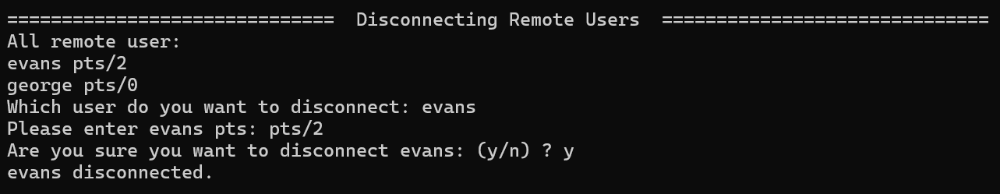 ============================== Disconnecting Remote Users ==============================
All remote user:
evans pts/2
george pts/0
Which user do you want to disconnect: evans
Please enter evans pts: pts/2
Are you sure you want to disconnect evans: (y/n) ? y
evans disconnected.